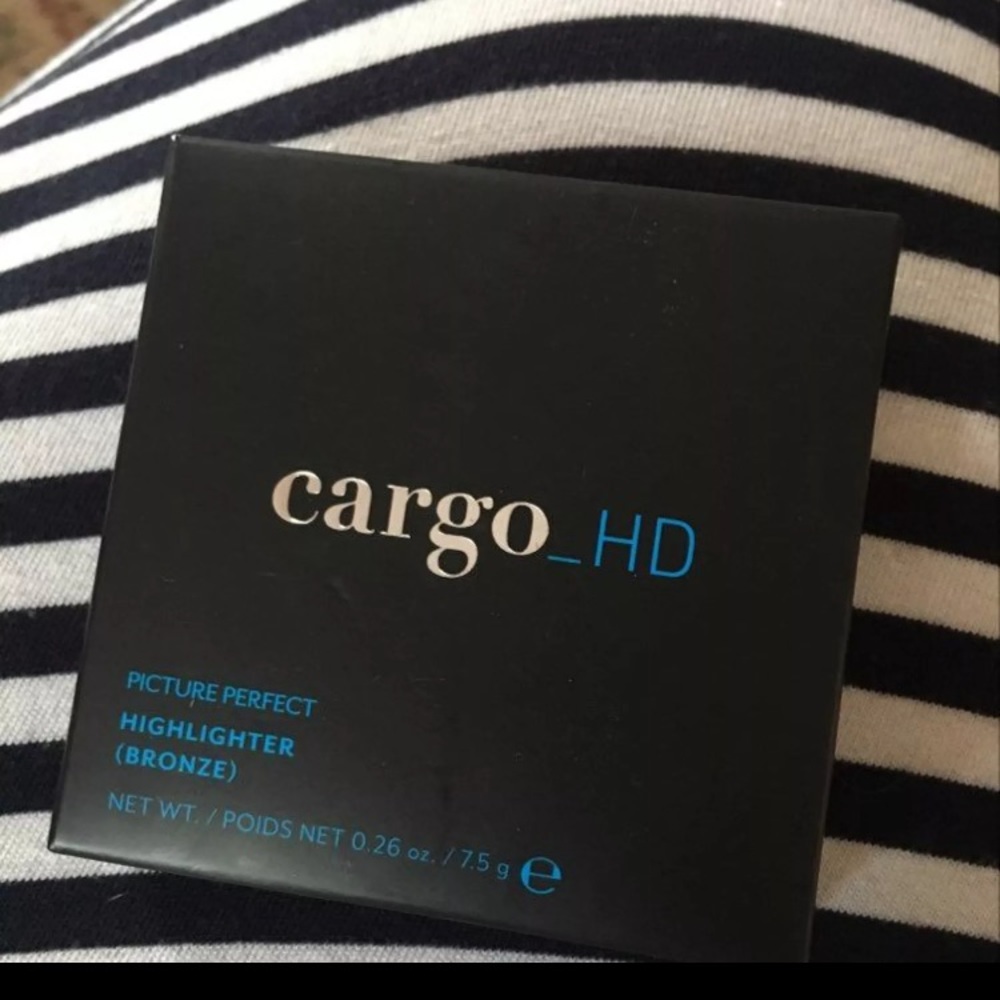 cargo_HD
PICTURE PERFECT
HIGHLIGHTER
(BRONZE)
NET WT. / POIDS NET 0.26 oz. / 7.5 g ℮